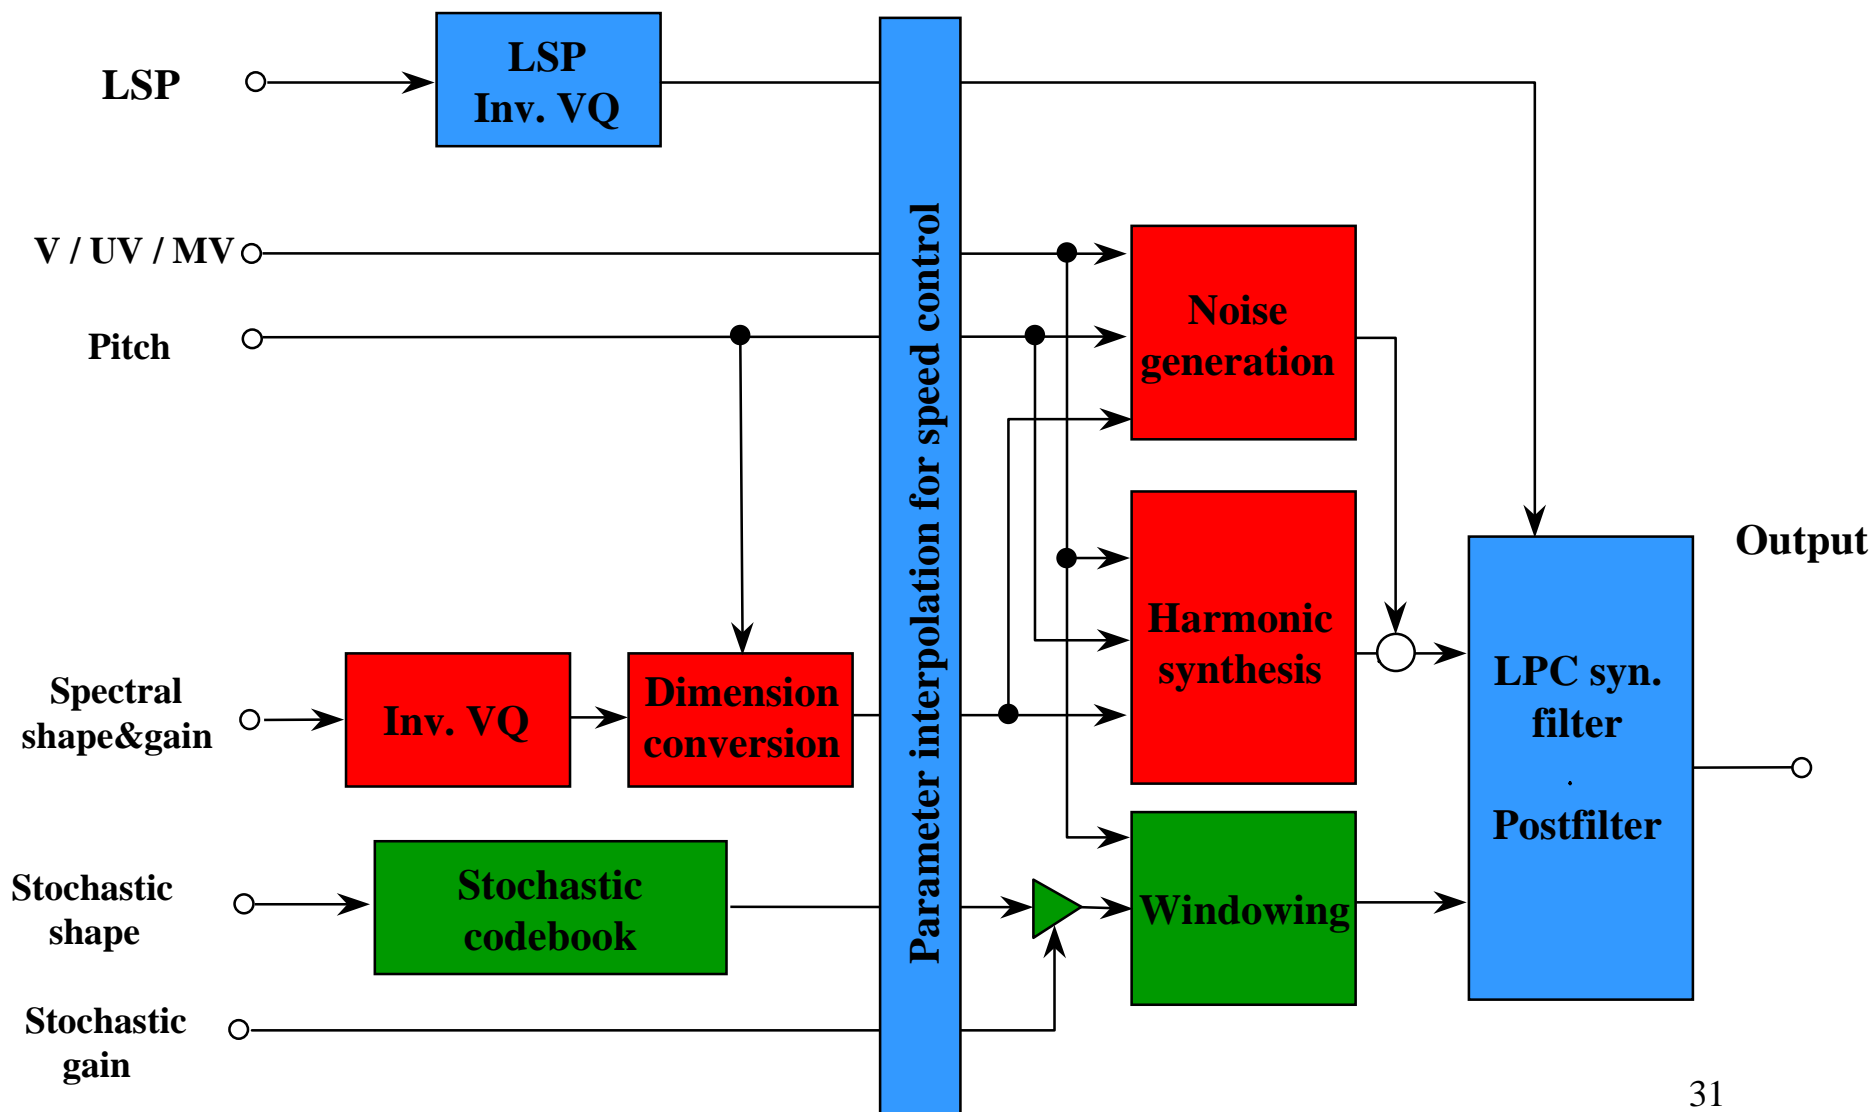 LSP
LSP
Inv. VQ
V / UV / MV
Pitch
Parameter interpolation for speed control
Noise
generation
Output
Harmonic
synthesis
LPC syn.
filter
.
Postfilter
Spectral
shape&gain
Inv. VQ
Dimension
conversion
Stochastic
shape
Stochastic
codebook
Windowing
Stochastic
gain
31